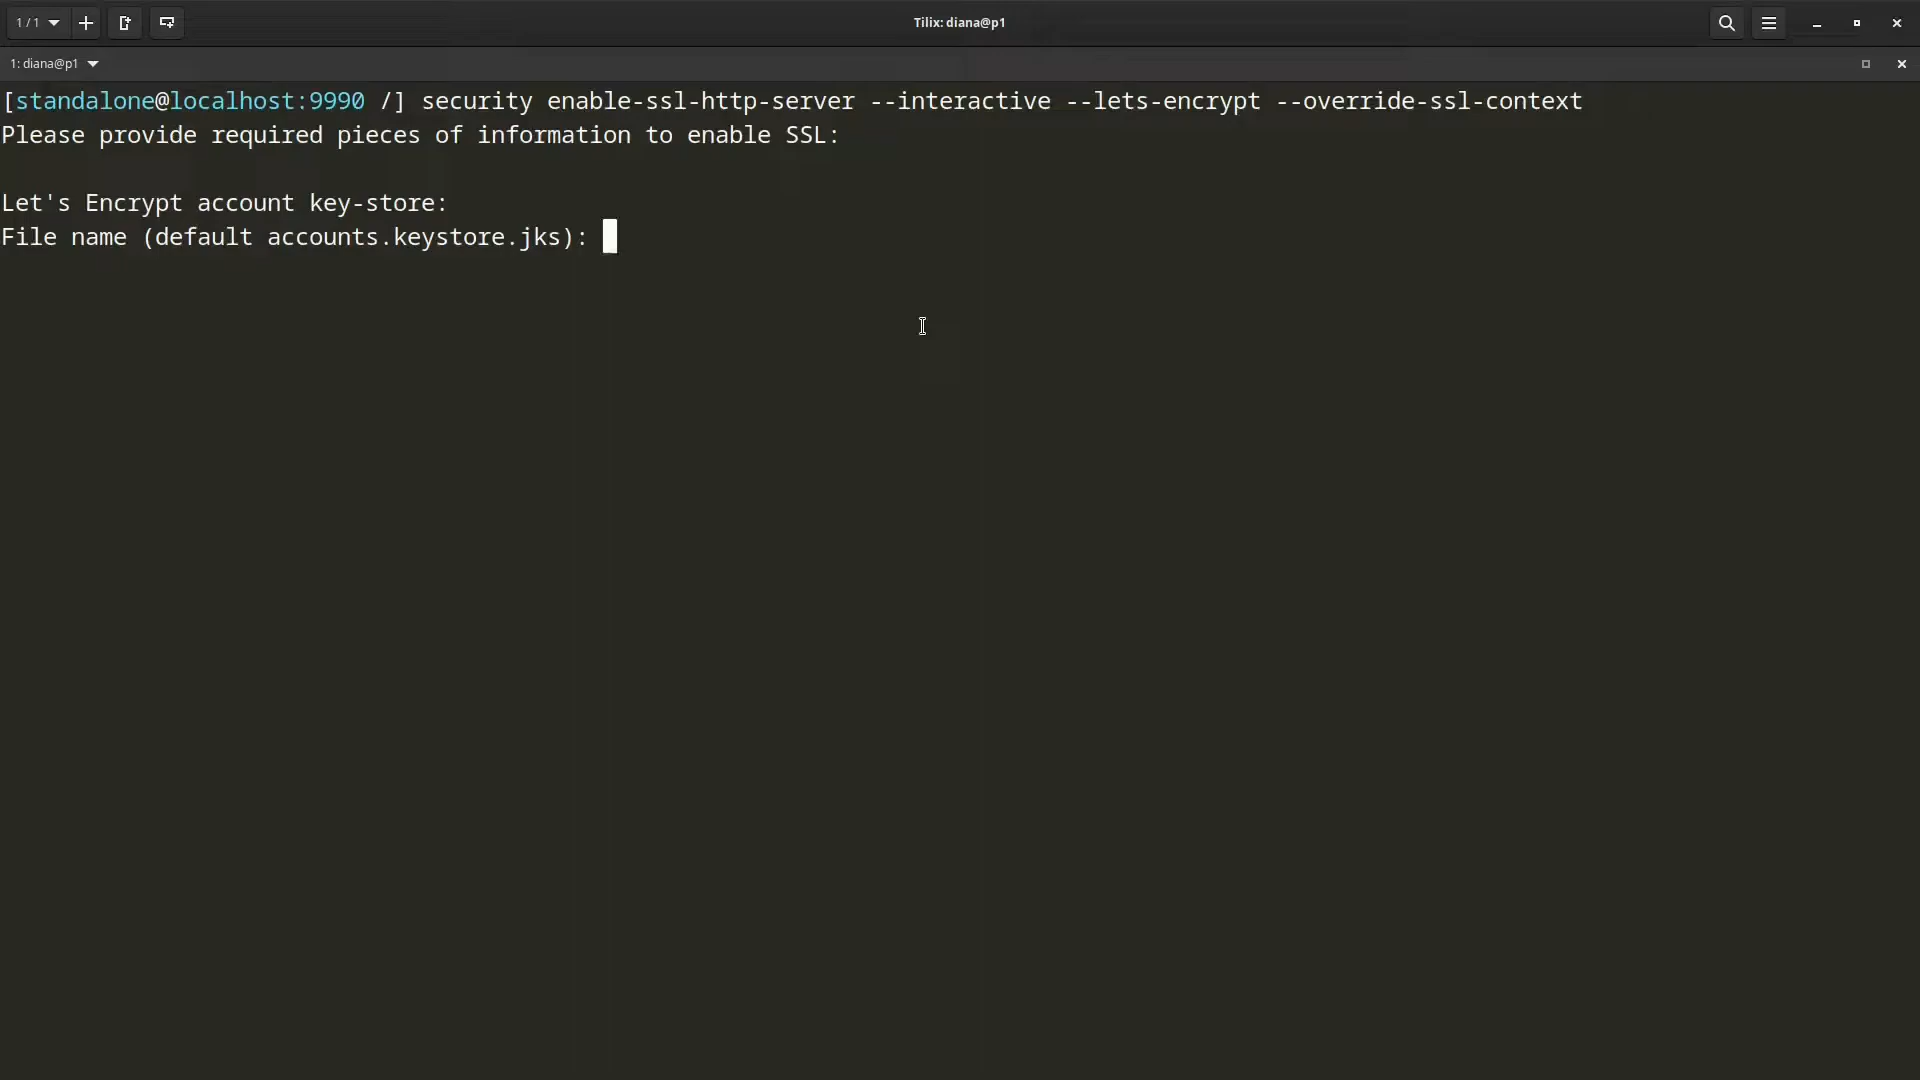 1 / 1
Tilix: diana@p1
1: diana@p1
[standalone@localhost:9990 /] security enable-ssl-http-server --interactive --lets-encrypt --override-ssl-context
Please provide required pieces of information to enable SSL:
Let's Encrypt account key-store:
File name (default accounts.keystore.jks):